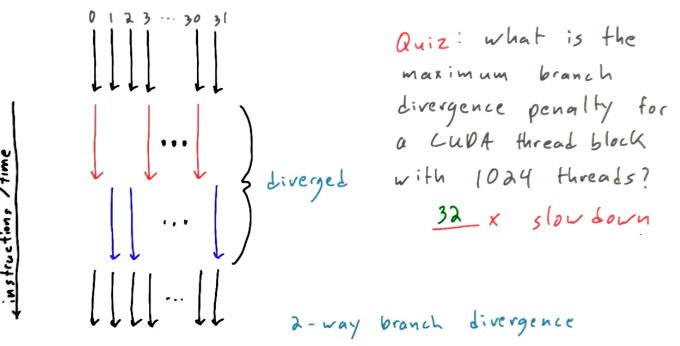 0 1 2 3 ... 30 31
instructions/time
...
diverged
...
...
2-way branch divergence
Quiz: what is the
maximum branch
divergence penalty for
a CUDA thread block
with 1024 threads?
32 x slowdown